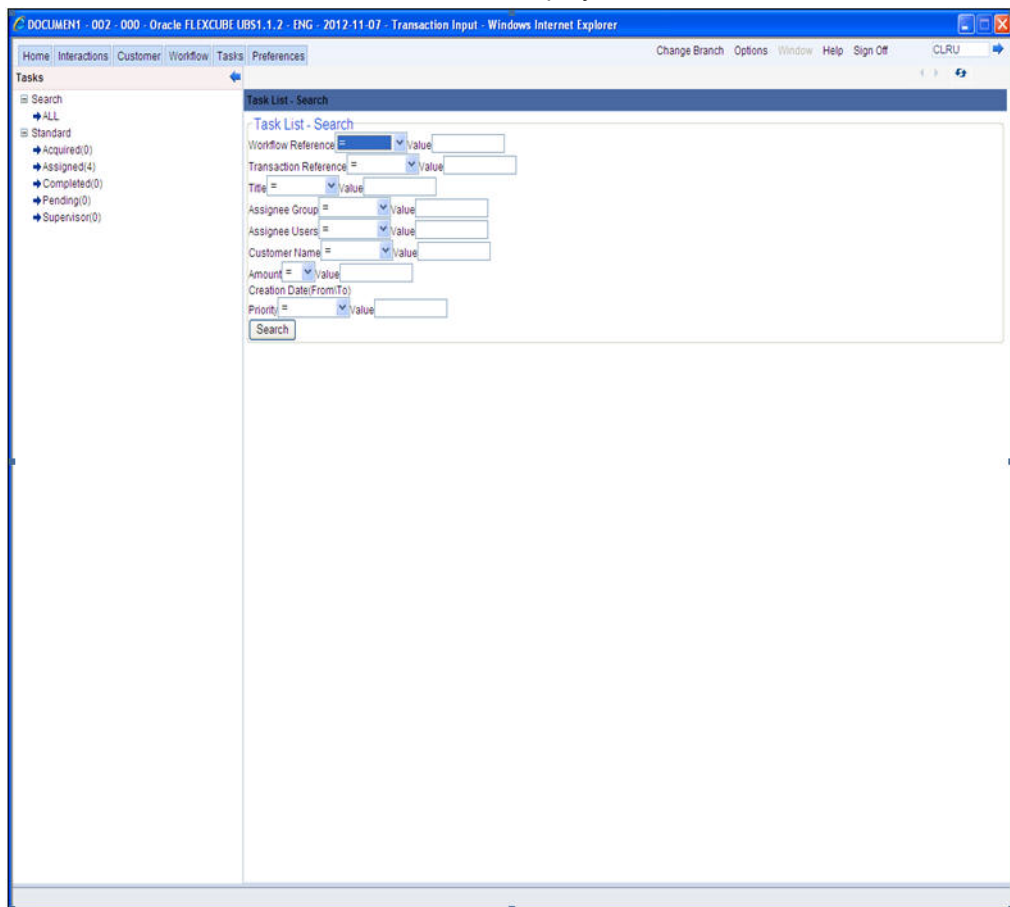 DOCUMENT1 - 002 - 000 - Oracle FLEXCUBE UBS1.1.2 - ENG - 2012-11-07 - Transaction Input - Windows Internet Explorer
Home Interactions Customer Workflow Tasks Preferences Change Branch Options Window Help Sign Off CLRU
Tasks
Search
ALL
Standard
Acquired(0)
Assigned(4)
Completed(0)
Pending(0)
Supervisor(0)
Task List - Search
Task List - Search
Workflow Reference = Value
Transaction Reference = Value
Title = Value
Assignee Group = Value
Assignee Users = Value
Customer Name = Value
Amount = Value
Creation Date(From\To)
Priority = Value
Search